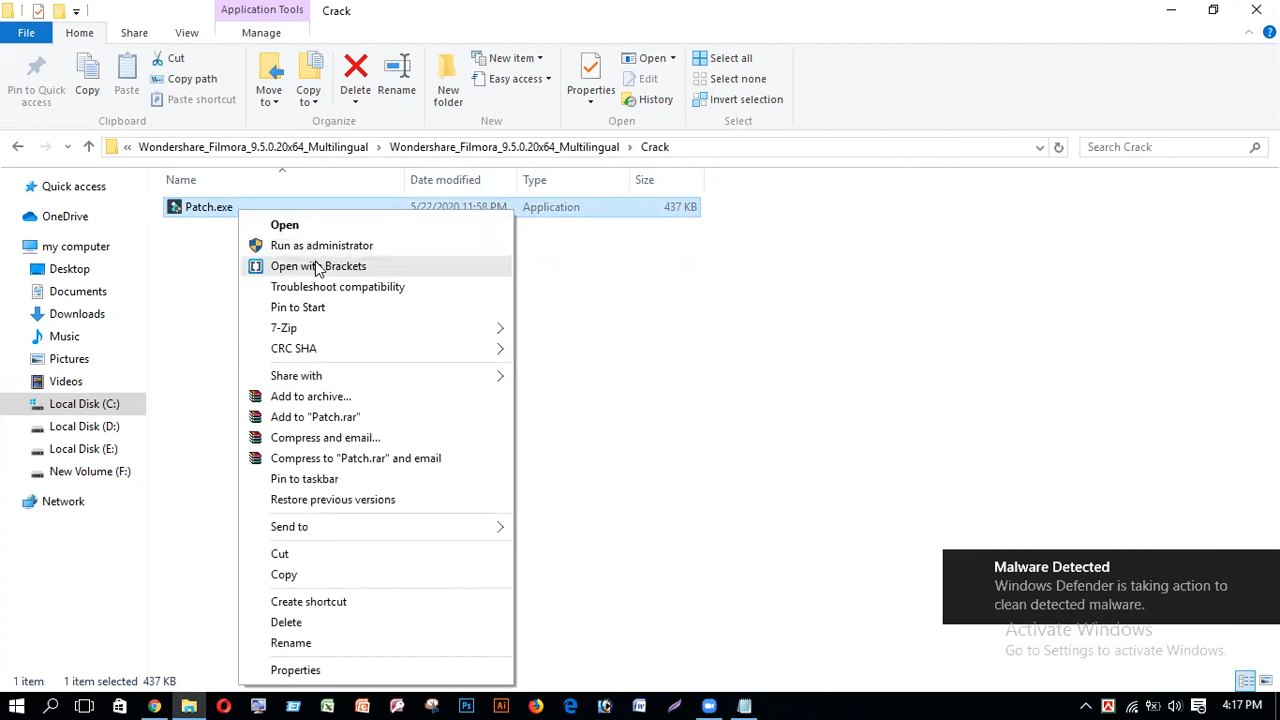 Application Tools
Crack
File
Home
Share
View
Manage
Pin to Quick access
Copy
Paste
Cut
Copy path
Paste shortcut
Move to
Copy to
Delete
Rename
New folder
New item
Easy access
Properties
Open
Edit
History
Select all
Select none
Invert selection
Clipboard
Organize
New
Open
Select
« Wondershare_Filmora_9.5.0.20x64_Multilingual > Wondershare_Filmora_9.5.0.20x64_Multilingual > Crack
Search Crack
Name
Date modified
Type
Size
Patch.exe
5/22/2020 11:58 PM
Application
437 KB
Quick access
OneDrive
my computer
Desktop
Documents
Downloads
Music
Pictures
Videos
Local Disk (C:)
Local Disk (D:)
Local Disk (E:)
New Volume (F:)
Network
Open
Run as administrator
Open with Brackets
Troubleshoot compatibility
Pin to Start
7-Zip
CRC SHA
Share with
Add to archive...
Add to "Patch.rar"
Compress and email...
Compress to "Patch.rar" and email
Pin to taskbar
Restore previous versions
Send to
Cut
Copy
Create shortcut
Delete
Rename
Properties
Malware Detected
Windows Defender is taking action to
clean detected malware.
Activate Windows
Go to Settings to activate Windows.
1 item
1 item selected 437 KB
Ps
Ai
4:17 PM